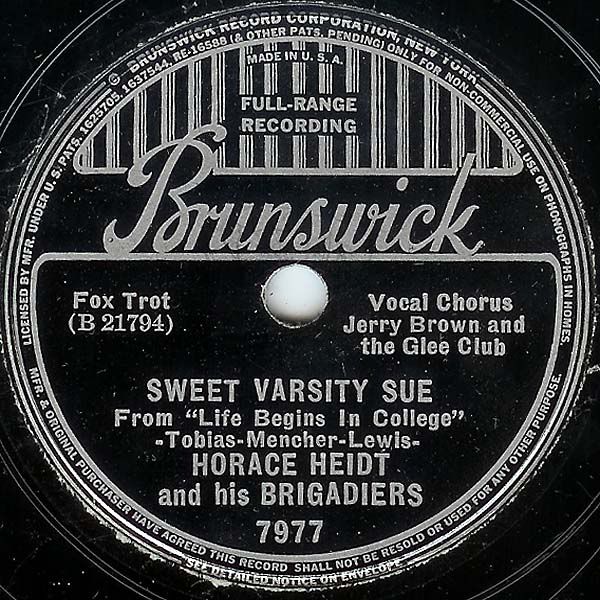 © BRUNSWICK RECORD CORPORATION, NEW YORK
LICENSED BY MFR. UNDER U.S. PATS. 1625705, 1637544, RE:16588 (& OTHER PATS. PENDING) ONLY FOR NON-COMMERCIAL USE ON PHONOGRAPHS IN HOMES.
MADE IN U. S. A.
FULL-RANGE
RECORDING
Brunswick
Fox Trot
(B 21794)
Vocal Chorus
Jerry Brown and
the Glee Club
SWEET VARSITY SUE
From "Life Begins In College"
-Tobias-Mencher-Lewis-
HORACE HEIDT
and his BRIGADIERS
7977
MFR. & ORIGINAL PURCHASER HAVE AGREED THIS RECORD SHALL NOT BE RESOLD OR USED FOR ANY OTHER PURPOSE.
SEE DETAILED NOTICE ON ENVELOPE